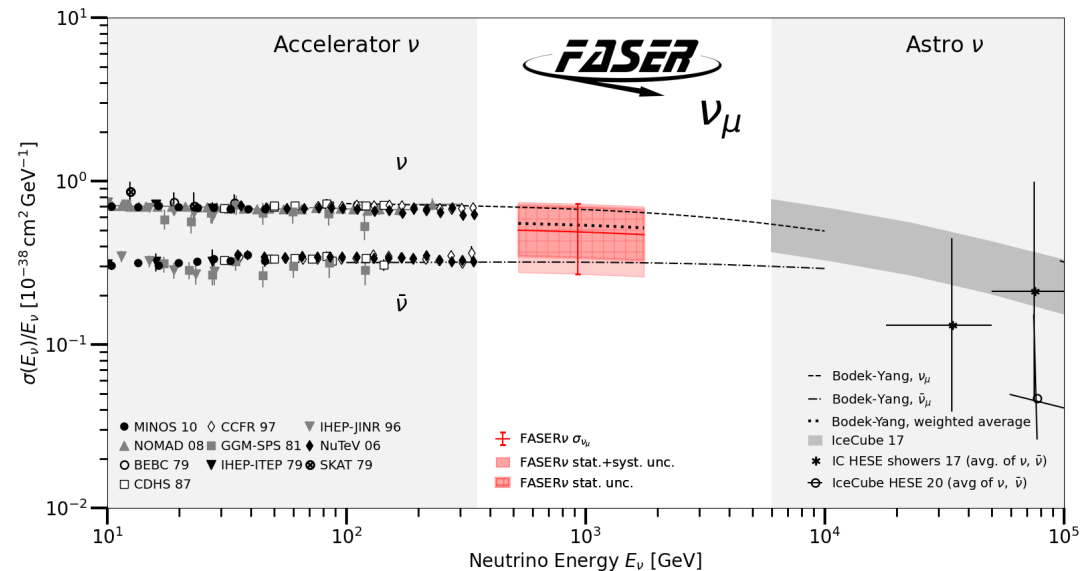 Accelerator ν
FASER
Astro ν
ν_μ
ν
ν̄
10^1
10^0
10^−1
10^−2
σ(E_ν)/E_ν [10^−38 cm^2 GeV^−1]
MINOS 10
NOMAD 08
BEBC 79
CDHS 87
CCFR 97
GGM-SPS 81
IHEP-ITEP 79
IHEP-JINR 96
NuTeV 06
SKAT 79
FASERν σ_ν_μ
FASERν stat.+syst. unc.
FASERν stat. unc.
Bodek-Yang, ν_μ
Bodek-Yang, ν̄_μ
Bodek-Yang, weighted average
IceCube 17
IC HESE showers 17 (avg. of ν, ν̄)
IceCube HESE 20 (avg of ν, ν̄)
10^1 10^2 10^3 10^4 10^5
Neutrino Energy E_ν [GeV]